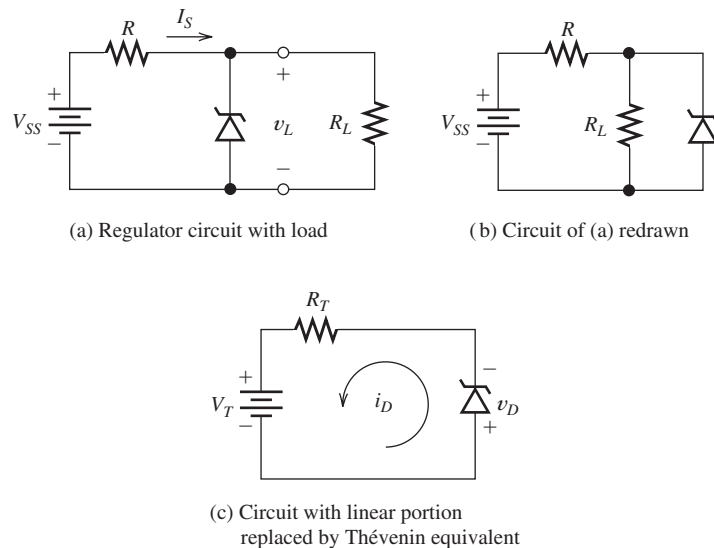 R
I_S
+
V_SS
−
+
v_L
−
R_L
(a) Regulator circuit with load
R
+
V_SS
−
R_L
(b) Circuit of (a) redrawn
R_T
+
V_T
−
i_D
−
v_D
+
(c) Circuit with linear portion
replaced by Thévenin equivalent